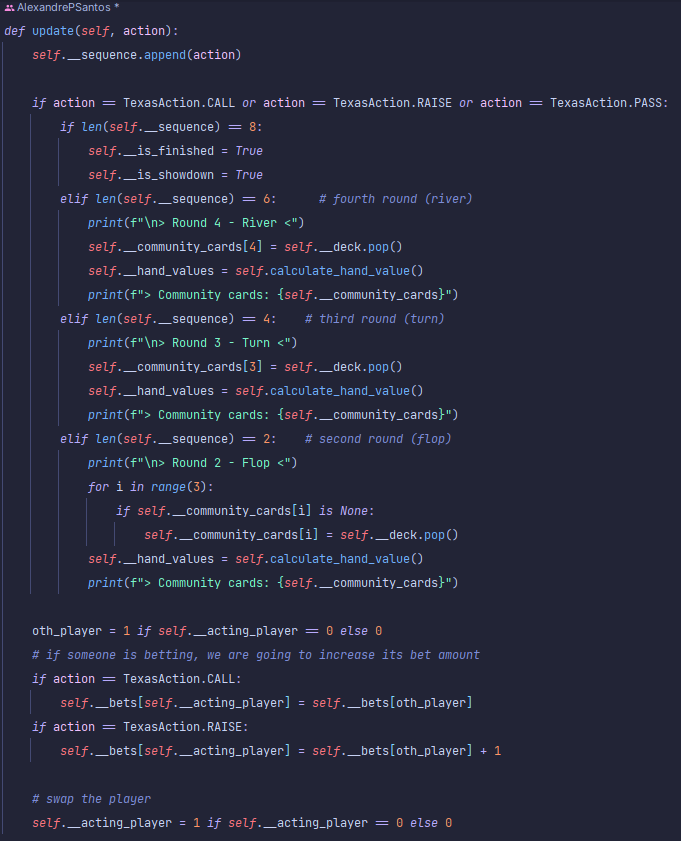 AlexandrePSantos *
def update(self, action):
    self.__sequence.append(action)

    if action == TexasAction.CALL or action == TexasAction.RAISE or action == TexasAction.PASS:
        if len(self.__sequence) == 8:
            self.__is_finished = True
            self.__is_showdown = True
        elif len(self.__sequence) == 6:      # fourth round (river)
            print(f"\n> Round 4 - River <")
            self.__community_cards[4] = self.__deck.pop()
            self.__hand_values = self.calculate_hand_value()
            print(f"> Community cards: {self.__community_cards}")
        elif len(self.__sequence) == 4:    # third round (turn)
            print(f"\n> Round 3 - Turn <")
            self.__community_cards[3] = self.__deck.pop()
            self.__hand_values = self.calculate_hand_value()
            print(f"> Community cards: {self.__community_cards}")
        elif len(self.__sequence) == 2:    # second round (flop)
            print(f"\n> Round 2 - Flop <")
            for i in range(3):
                if self.__community_cards[i] is None:
                    self.__community_cards[i] = self.__deck.pop()
            self.__hand_values = self.calculate_hand_value()
            print(f"> Community cards: {self.__community_cards}")

    oth_player = 1 if self.__acting_player == 0 else 0
    # if someone is betting, we are going to increase its bet amount
    if action == TexasAction.CALL:
        self.__bets[self.__acting_player] = self.__bets[oth_player]
    if action == TexasAction.RAISE:
        self.__bets[self.__acting_player] = self.__bets[oth_player] + 1

    # swap the player
    self.__acting_player = 1 if self.__acting_player == 0 else 0